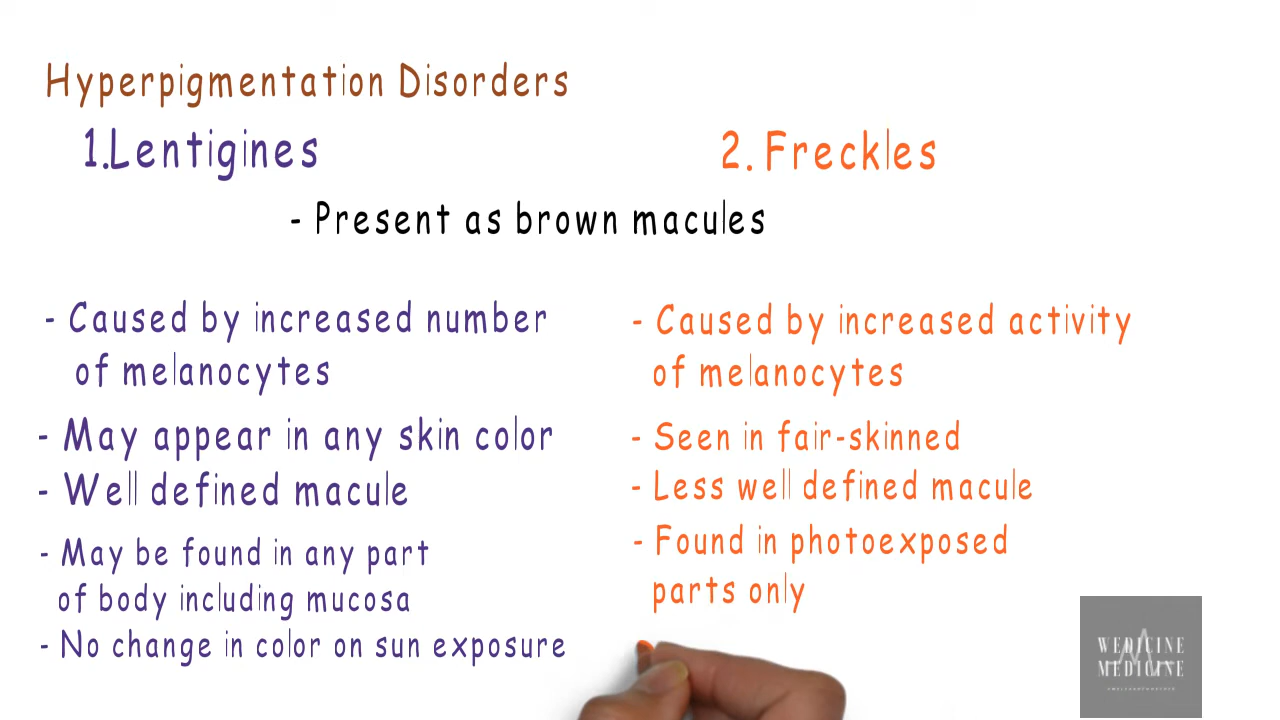 Hyperpigmentation Disorders
1.Lentigines
2. Freckles
- Present as brown macules
- Caused by increased number
of melanocytes
- May appear in any skin color
- Well defined macule
- May be found in any part
of body including mucosa
- No change in color on sun exposure
- Caused by increased activity
of melanocytes
- Seen in fair-skinned
- Less well defined macule
- Found in photoexposed
parts only
WEDICINE
MEDICINE